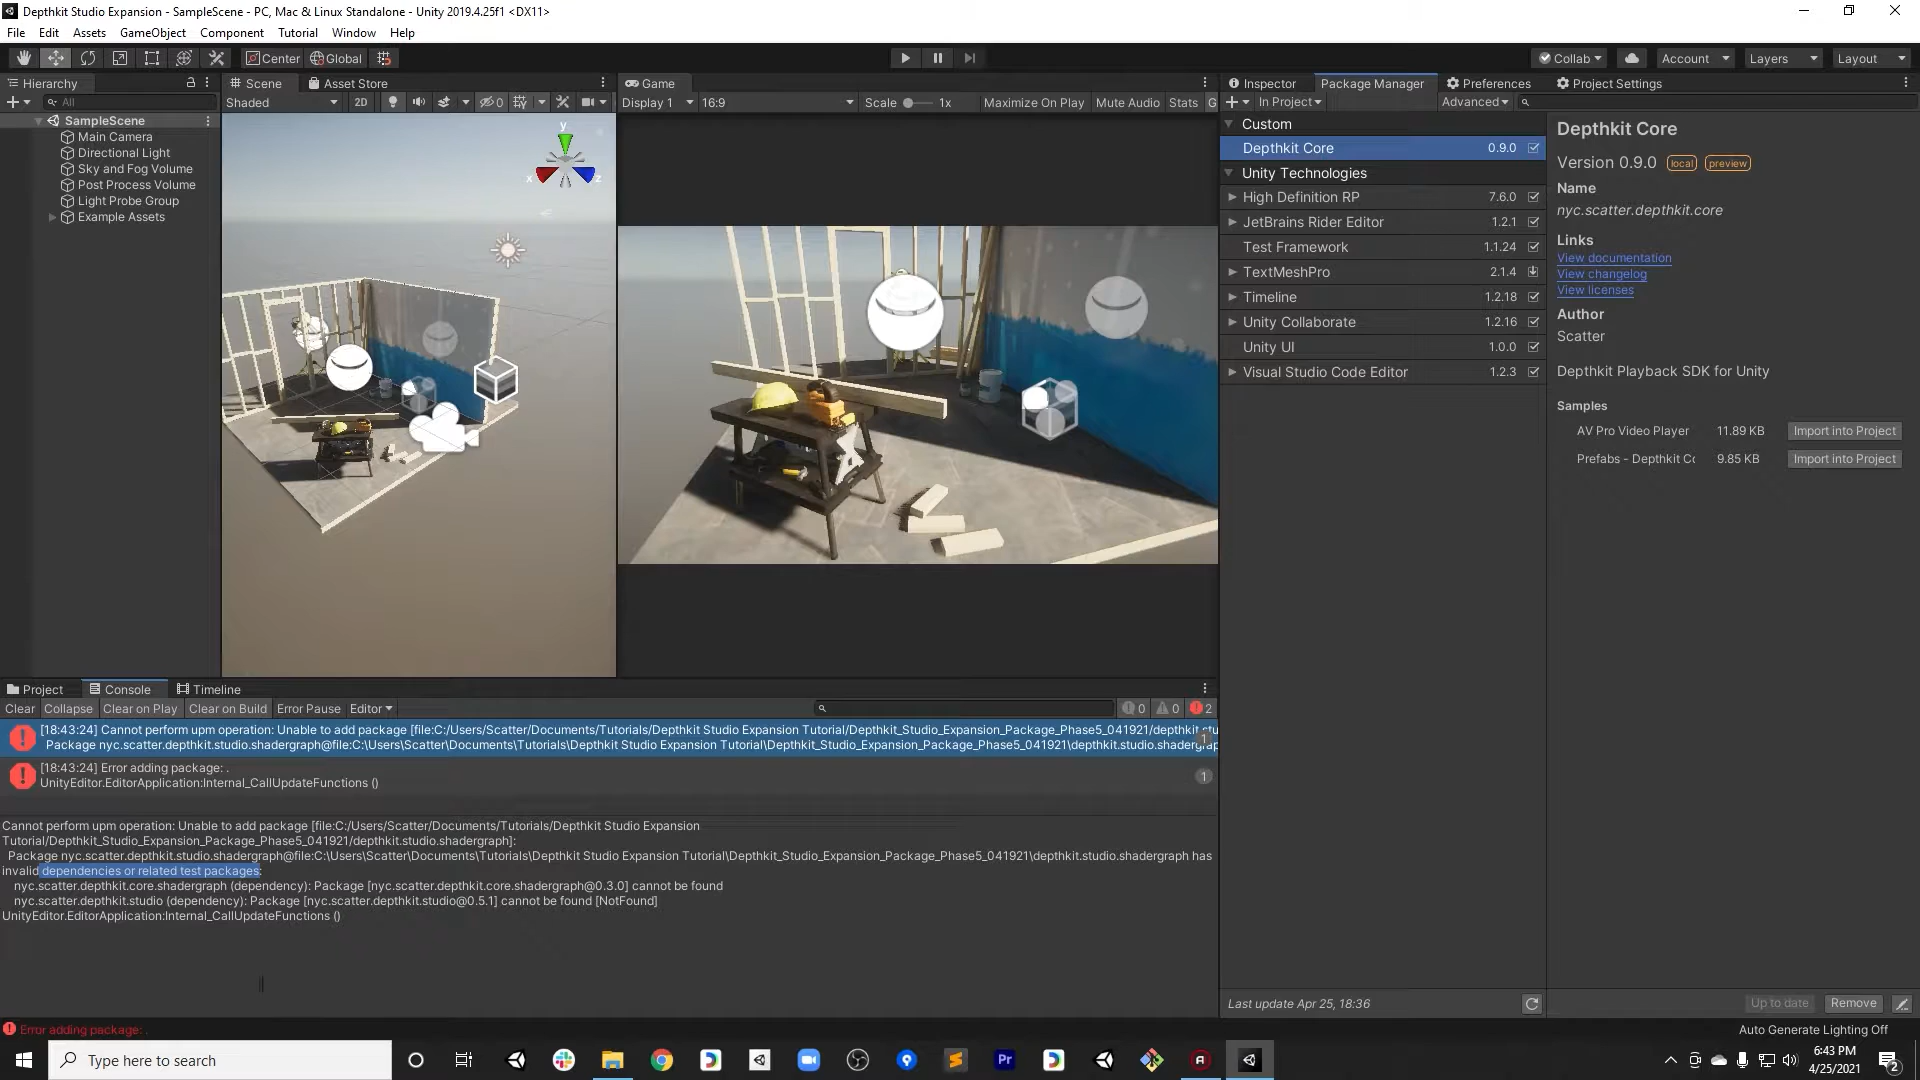 Depthkit Studio Expansion - SampleScene - PC, Mac & Linux Standalone - Unity 2019.4.25f1 <DX11>
File Edit Assets GameObject Component Tutorial Window Help
Center Global
Collab Account Layers Layout
Hierarchy
All
SampleScene
Main Camera
Directional Light
Sky and Fog Volume
Post Process Volume
Light Probe Group
Example Assets
Scene Asset Store
Shaded 2D 0
y
x z
Game
Display 1 16:9 Scale 1x Maximize On Play Mute Audio Stats G
Inspector Package Manager Preferences Project Settings
In Project Advanced
Custom
Depthkit Core 0.9.0
Unity Technologies
High Definition RP 7.6.0
JetBrains Rider Editor 1.2.1
Test Framework 1.1.24
TextMeshPro 2.1.4
Timeline 1.2.18
Unity Collaborate 1.2.16
Unity UI 1.0.0
Visual Studio Code Editor 1.2.3
Last update Apr 25, 18:36
Depthkit Core
Version 0.9.0 local preview
Name
nyc.scatter.depthkit.core
Links
View documentation
View changelog
View licenses
Author
Scatter
Depthkit Playback SDK for Unity
Samples
AV Pro Video Player 11.89 KB Import into Project
Prefabs - Depthkit Cc 9.85 KB Import into Project
Up to date Remove
Project Console Timeline
Clear Collapse Clear on Play Clear on Build Error Pause Editor 0 0 2
[18:43:24] Cannot perform upm operation: Unable to add package [file:C:/Users/Scatter/Documents/Tutorials/Depthkit Studio Expansion Tutorial/Depthkit_Studio_Expansion_Package_Phase5_041921/depthkit.stu
Package nyc.scatter.depthkit.studio.shadergraph@file:C:\Users\Scatter\Documents\Tutorials\Depthkit Studio Expansion Tutorial\Depthkit_Studio_Expansion_Package_Phase5_041921\depthkit.studio.shadergrap
1
[18:43:24] Error adding package: .
UnityEditor.EditorApplication:Internal_CallUpdateFunctions ()
1
Cannot perform upm operation: Unable to add package [file:C:/Users/Scatter/Documents/Tutorials/Depthkit Studio Expansion
Tutorial/Depthkit_Studio_Expansion_Package_Phase5_041921/depthkit.studio.shadergraph]:
Package nyc.scatter.depthkit.studio.shadergraph@file:C:\Users\Scatter\Documents\Tutorials\Depthkit Studio Expansion Tutorial\Depthkit_Studio_Expansion_Package_Phase5_041921\depthkit.studio.shadergraph has
invalid dependencies or related test packages:
nyc.scatter.depthkit.core.shadergraph (dependency): Package [nyc.scatter.depthkit.core.shadergraph@0.3.0] cannot be found
nyc.scatter.depthkit.studio (dependency): Package [nyc.scatter.depthkit.studio@0.5.1] cannot be found [NotFound]
UnityEditor.EditorApplication:Internal_CallUpdateFunctions ()
Error adding package: .
Auto Generate Lighting Off
Type here to search
Pr
6:43 PM
4/25/2021
2